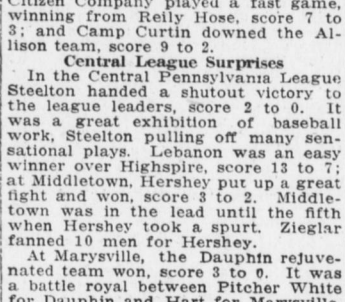 Citizen Company played a fast game,
winning from Reily Hose, score 7 to
3; and Camp Curtin downed the Al-
lison team, score 9 to 2.
Central League Surprises
In the Central Pennsylvania League
Steelton handed a shutout victory to
the league leaders, score 2 to 0. It
was a great exhibition of baseball
work, Steelton pulling off many sen-
sational plays. Lebanon was an easy
winner over Highspire, score 13 to 7;
at Middletown, Hershey put up a great
fight and won, score 3 to 2. Middle-
town was in the lead until the fifth
when Hershey took a spurt. Zieglar
fanned 10 men for Hershey.
At Marysville, the Dauphin rejuve-
nated team won, score 3 to 0. It was
a battle royal between Pitcher White
for Dauphin and Hart for Marysville